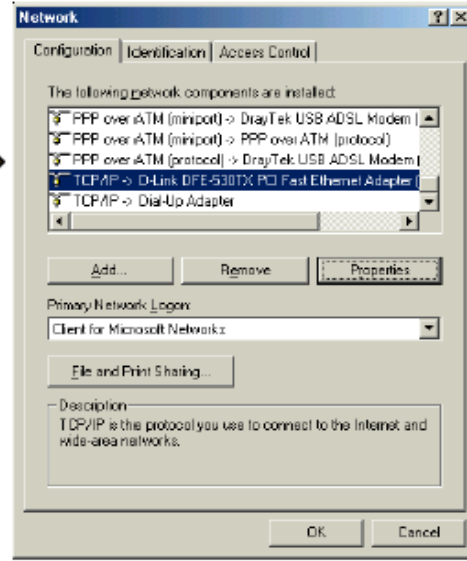 Network
Configuration Identification Access Control
The following network components are installed:
PPP over ATM (miniport) -> DrayTek USB ADSL Modem (
PPP over ATM (miniport) -> PPP over ATM (protocol)
PPP over ATM (protocol) -> DrayTek USB ADSL Modem (
TCP/IP -> D-Link DFE-530TX PCI Fast Ethernet Adapter (
TCP/IP -> Dial-Up Adapter
Add... Remove Properties
Primary Network Logon:
Client for Microsoft Networks
File and Print Sharing...
Description
TCP/IP is the protocol you use to connect to the Internet and
wide-area networks.
OK Cancel